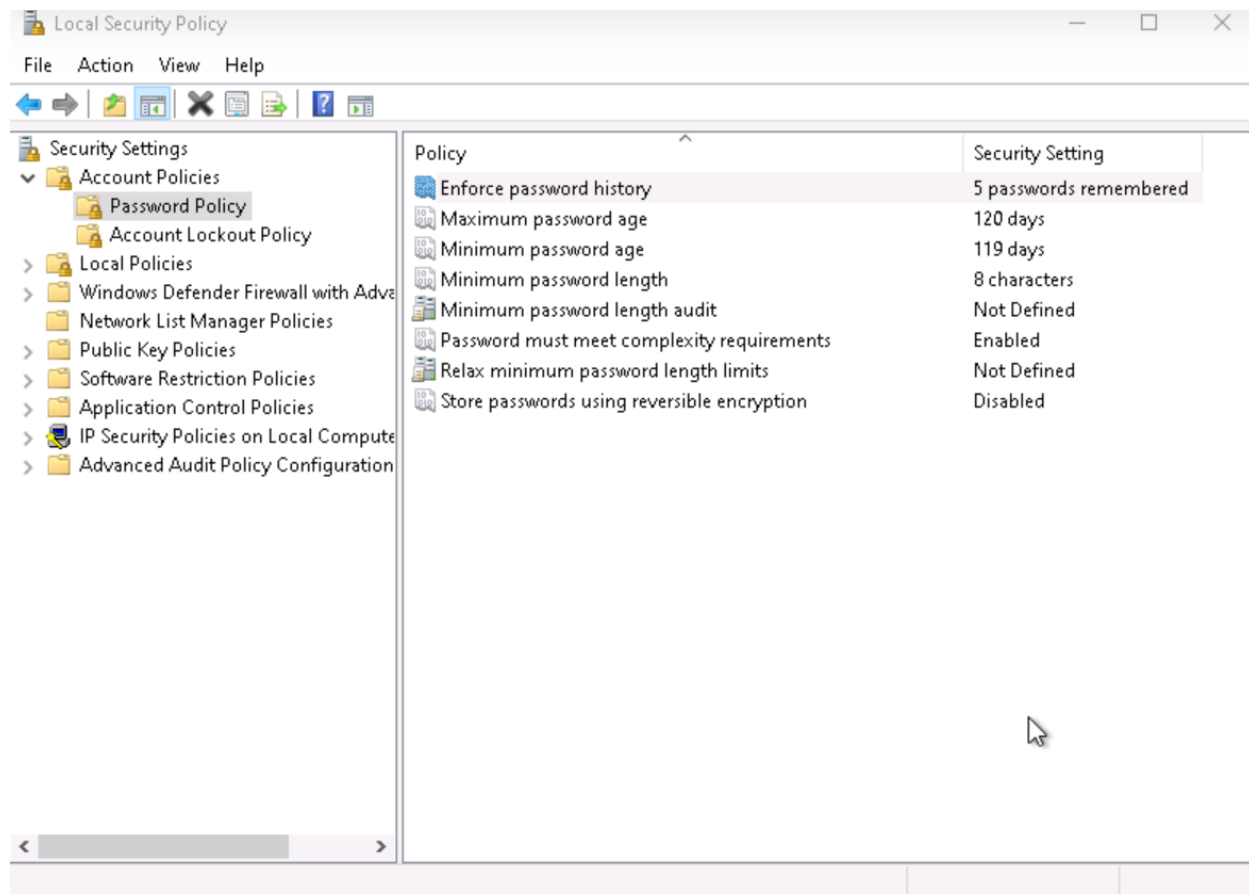 Local Security Policy
File Action View Help
Security Settings
Account Policies
Password Policy
Account Lockout Policy
Local Policies
Windows Defender Firewall with Adva
Network List Manager Policies
Public Key Policies
Software Restriction Policies
Application Control Policies
IP Security Policies on Local Compute
Advanced Audit Policy Configuration
Policy Security Setting
Enforce password history 5 passwords remembered
Maximum password age 120 days
Minimum password age 119 days
Minimum password length 8 characters
Minimum password length audit Not Defined
Password must meet complexity requirements Enabled
Relax minimum password length limits Not Defined
Store passwords using reversible encryption Disabled